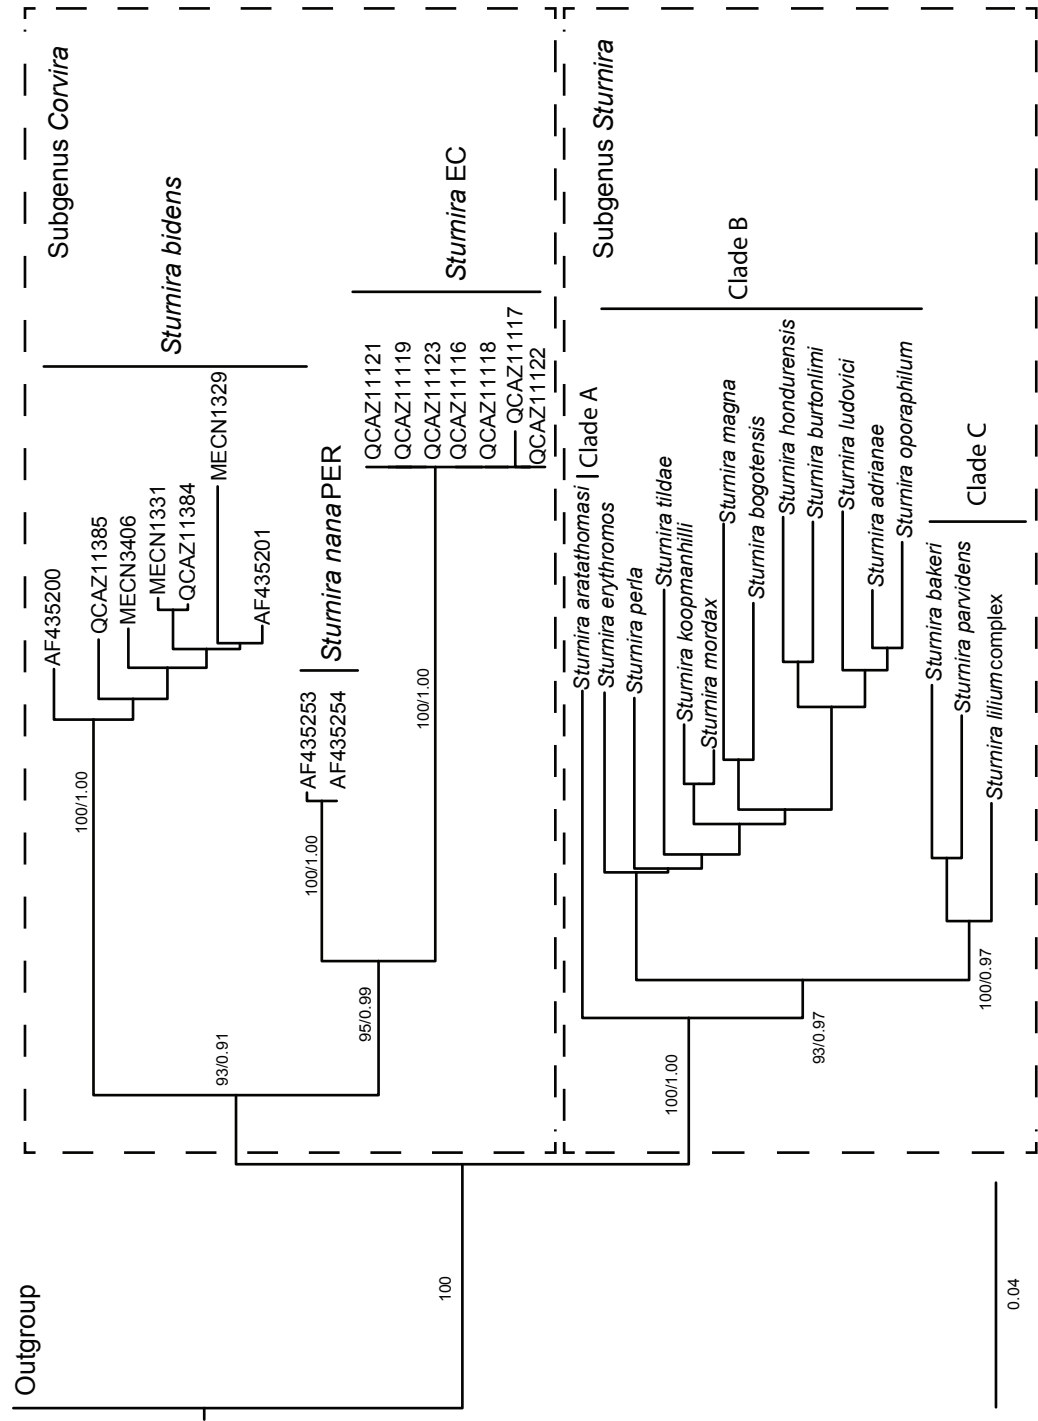 Outgroup
100
0.04
Subgenus Corvira
93/0.91
100/1.00
AF435200
QCAZ11385
MECN3406
MECN1331
QCAZ11384
MECN1329
AF435201
Sturnira bidens
95/0.99
100/1.00
AF435253
AF435254
Sturnira nana PER
100/1.00
QCAZ11121
QCAZ11119
QCAZ11123
QCAZ11116
QCAZ11118
QCAZ11117
QCAZ11122
Sturnira EC
Subgenus Sturnira
100/1.00
Sturnira aratathomasi
Clade A
93/0.97
Sturnira erythromos
Sturnira perla
Sturnira tildae
Sturnira koopmanhilli
Sturnira mordax
Sturnira magna
Sturnira bogotensis
Sturnira hondurensis
Sturnira burtonlimi
Sturnira ludovici
Sturnira adrianae
Sturnira oporaphilum
Clade B
100/0.97
Sturnira bakeri
Sturnira parvidens
Sturnira lilium complex
Clade C